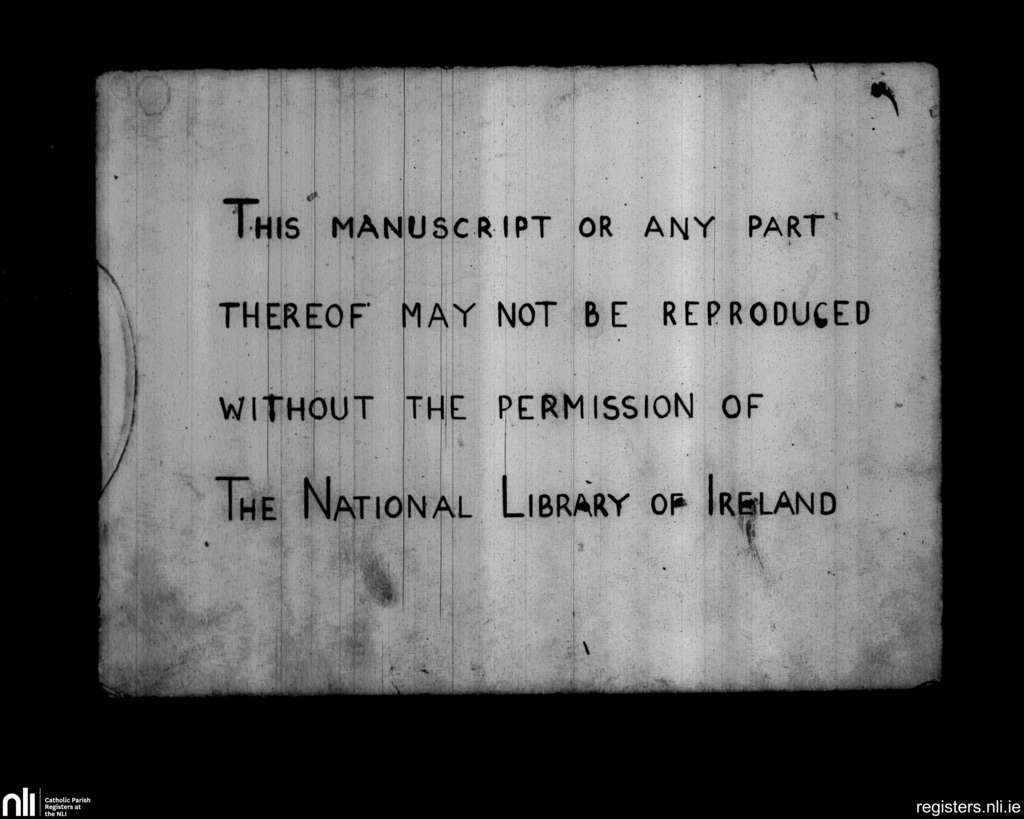 THIS MANUSCRIPT OR ANY PART
THEREOF MAY NOT BE REPRODUCED
WITHOUT THE PERMISSION OF
THE NATIONAL LIBRARY OF IRELAND
nli
Catholic Parish
Registers at
the NLI
registers.nli.ie